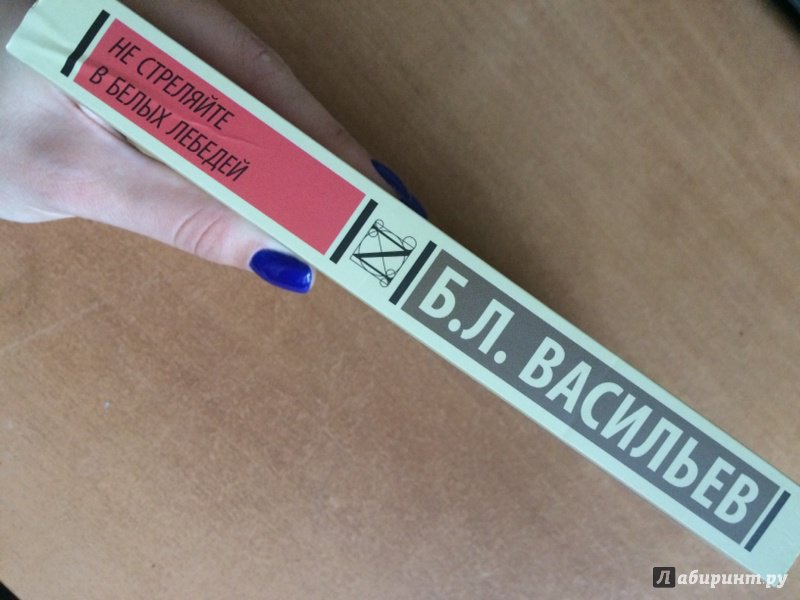 НЕ СТРЕЛЯЙТЕ
В БЕЛЫХ ЛЕБЕДЕЙ
Б.Л. ВАСИЛЬЕВ
Лабиринт.ру